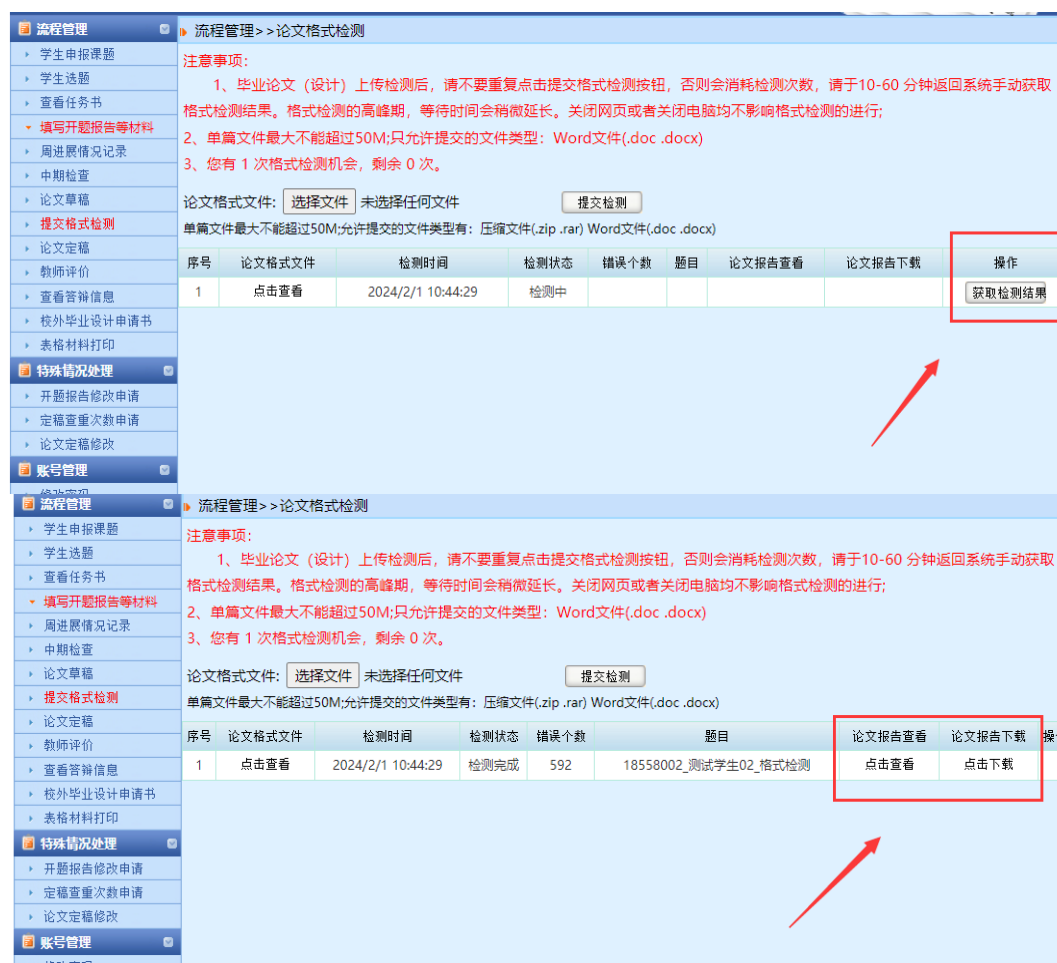 流程管理
学生申报课题
学生选题
查看任务书
填写开题报告等材料
周进展情况记录
中期检查
论文草稿
提交格式检测
论文定稿
教师评价
查看答辩信息
校外毕业设计申请书
表格材料打印
特殊情况处理
开题报告修改申请
定稿查重次数申请
论文定稿修改
账号管理
流程管理>>论文格式检测
注意事项:
1、毕业论文（设计）上传检测后，请不要重复点击提交格式检测按钮，否则会消耗检测次数，请于10-60 分钟返回系统手动获取
格式检测结果。格式检测的高峰期，等待时间会稍微延长。关闭网页或者关闭电脑均不影响格式检测的进行;
2、单篇文件最大不能超过50M;只允许提交的文件类型：Word文件(.doc .docx)
3、您有 1 次格式检测机会，剩余 0 次。
论文格式文件: 选择文件 未选择任何文件 提交检测
单篇文件最大不能超过50M;允许提交的文件类型有：压缩文件(.zip .rar) Word文件(.doc .docx)
序号 论文格式文件 检测时间 检测状态 错误个数 题目 论文报告查看 论文报告下载 操作
1 点击查看 2024/2/1 10:44:29 检测中 获取检测结果
流程管理
学生申报课题
学生选题
查看任务书
填写开题报告等材料
周进展情况记录
中期检查
论文草稿
提交格式检测
论文定稿
教师评价
查看答辩信息
校外毕业设计申请书
表格材料打印
特殊情况处理
开题报告修改申请
定稿查重次数申请
论文定稿修改
账号管理
流程管理>>论文格式检测
注意事项:
1、毕业论文（设计）上传检测后，请不要重复点击提交格式检测按钮，否则会消耗检测次数，请于10-60 分钟返回系统手动获取
格式检测结果。格式检测的高峰期，等待时间会稍微延长。关闭网页或者关闭电脑均不影响格式检测的进行;
2、单篇文件最大不能超过50M;只允许提交的文件类型：Word文件(.doc .docx)
3、您有 1 次格式检测机会，剩余 0 次。
论文格式文件: 选择文件 未选择任何文件 提交检测
单篇文件最大不能超过50M;允许提交的文件类型有：压缩文件(.zip .rar) Word文件(.doc .docx)
序号 论文格式文件 检测时间 检测状态 错误个数 题目 论文报告查看 论文报告下载
1 点击查看 2024/2/1 10:44:29 检测完成 592 18558002_测试学生02_格式检测 点击查看 点击下载